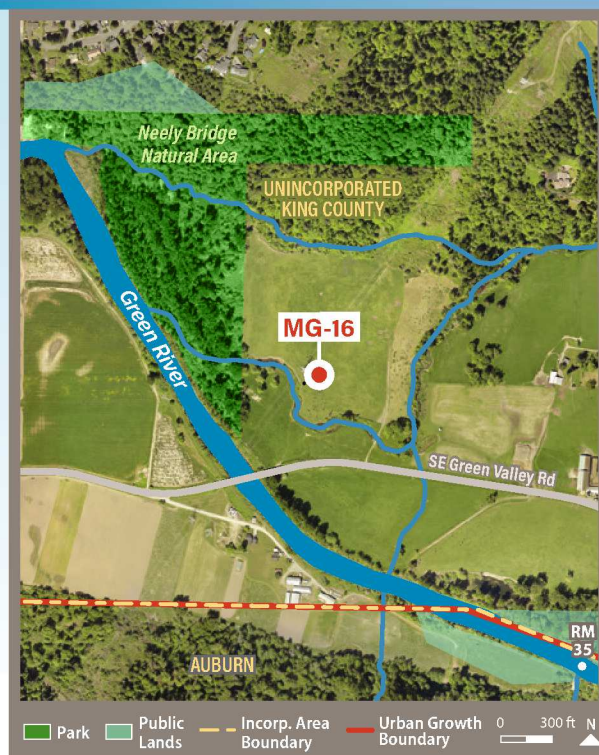 Neely Bridge
Natural Area
UNINCORPORATED
KING COUNTY
Green River
MG-16
SE Green Valley Rd
RM
35
AUBURN
Park
Public
Lands
Incorp. Area
Boundary
Urban Growth
Boundary
0 300 ft N